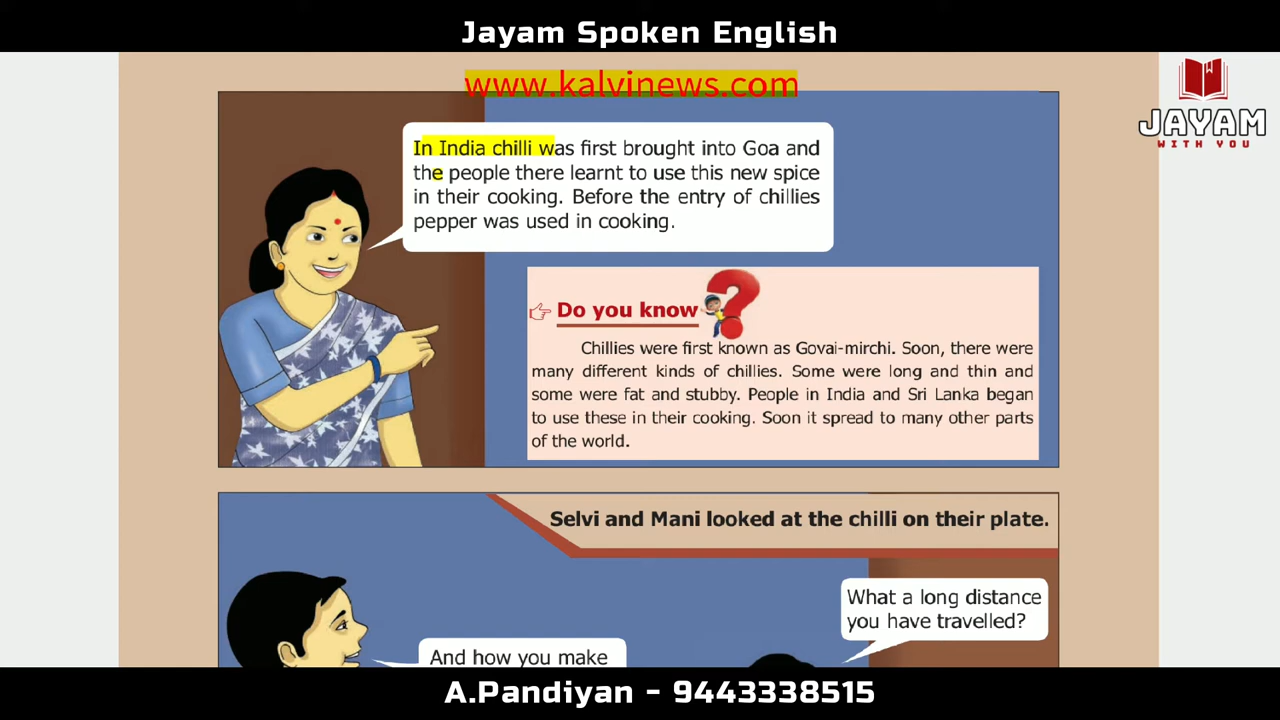 Jayam Spoken English
www.kalvinews.com
JAYAM
WITH YOU
In India chilli was first brought into Goa and
the people there learnt to use this new spice
in their cooking. Before the entry of chillies
pepper was used in cooking.
Do you know
?
Chillies were first known as Govai-mirchi. Soon, there were
many different kinds of chillies. Some were long and thin and
some were fat and stubby. People in India and Sri Lanka began
to use these in their cooking. Soon it spread to many other parts
of the world.
Selvi and Mani looked at the chilli on their plate.
What a long distance
you have travelled?
And how you make
A.Pandiyan - 9443338515